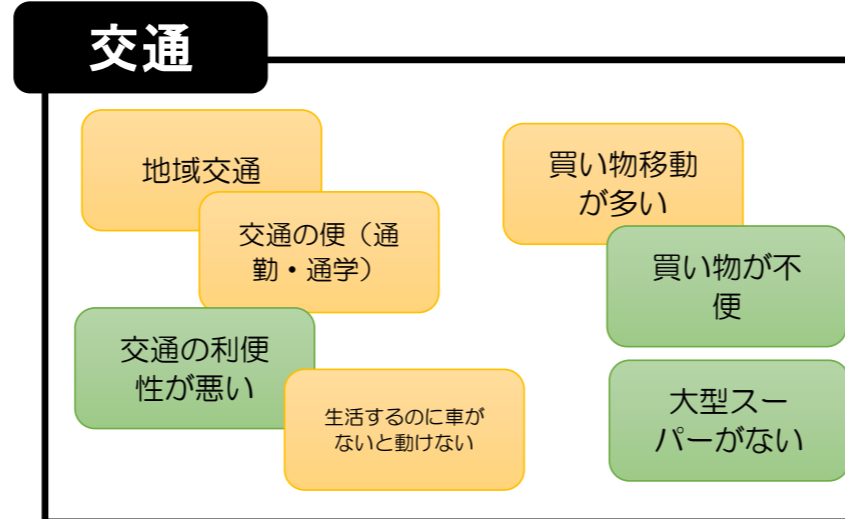 交通
地域交通
交通の便（通
勤・通学）
交通の利便
性が悪い
生活するのに車が
ないと動けない
買い物移動
が多い
買い物が不
便
大型スー
パーがない